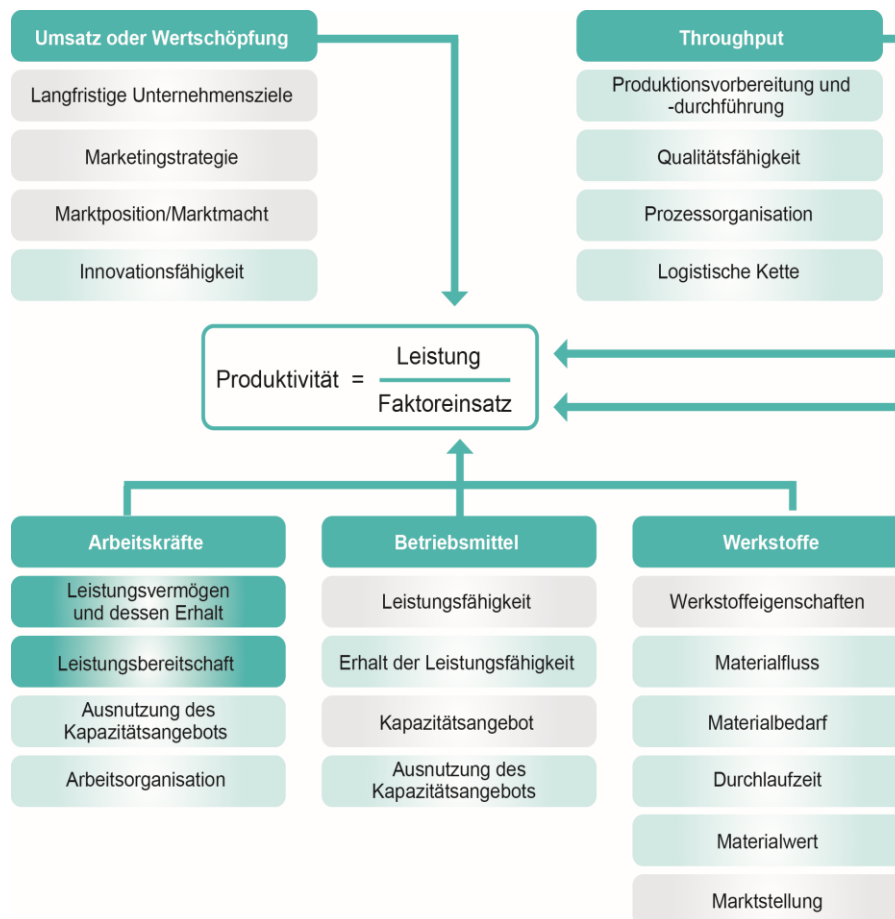 Umsatz oder Wertschöpfung
Langfristige Unternehmensziele
Marketingstrategie
Marktposition/Marktmacht
Innovationsfähigkeit
Throughput
Produktionsvorbereitung und
-durchführung
Qualitätsfähigkeit
Prozessorganisation
Logistische Kette
Produktivität = Leistung
Faktoreinsatz
Arbeitskräfte
Leistungsvermögen
und dessen Erhalt
Leistungsbereitschaft
Ausnutzung des
Kapazitätsangebots
Arbeitsorganisation
Betriebsmittel
Leistungsfähigkeit
Erhalt der Leistungsfähigkeit
Kapazitätsangebot
Ausnutzung des
Kapazitätsangebots
Werkstoffe
Werkstoffeigenschaften
Materialfluss
Materialbedarf
Durchlaufzeit
Materialwert
Marktstellung